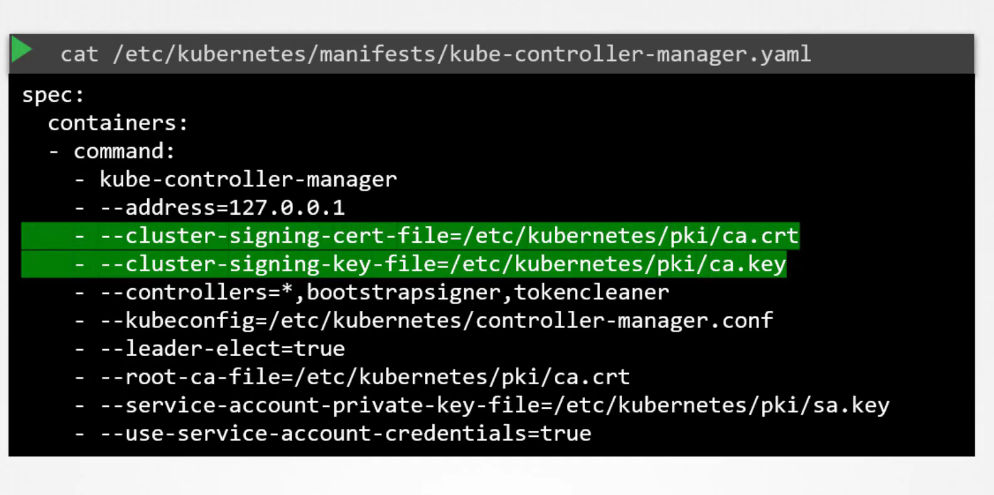 cat /etc/kubernetes/manifests/kube-controller-manager.yaml
spec:
  containers:
  - command:
    - kube-controller-manager
    - --address=127.0.0.1
    - --cluster-signing-cert-file=/etc/kubernetes/pki/ca.crt
    - --cluster-signing-key-file=/etc/kubernetes/pki/ca.key
    - --controllers=*,bootstrapsigner,tokencleaner
    - --kubeconfig=/etc/kubernetes/controller-manager.conf
    - --leader-elect=true
    - --root-ca-file=/etc/kubernetes/pki/ca.crt
    - --service-account-private-key-file=/etc/kubernetes/pki/sa.key
    - --use-service-account-credentials=true